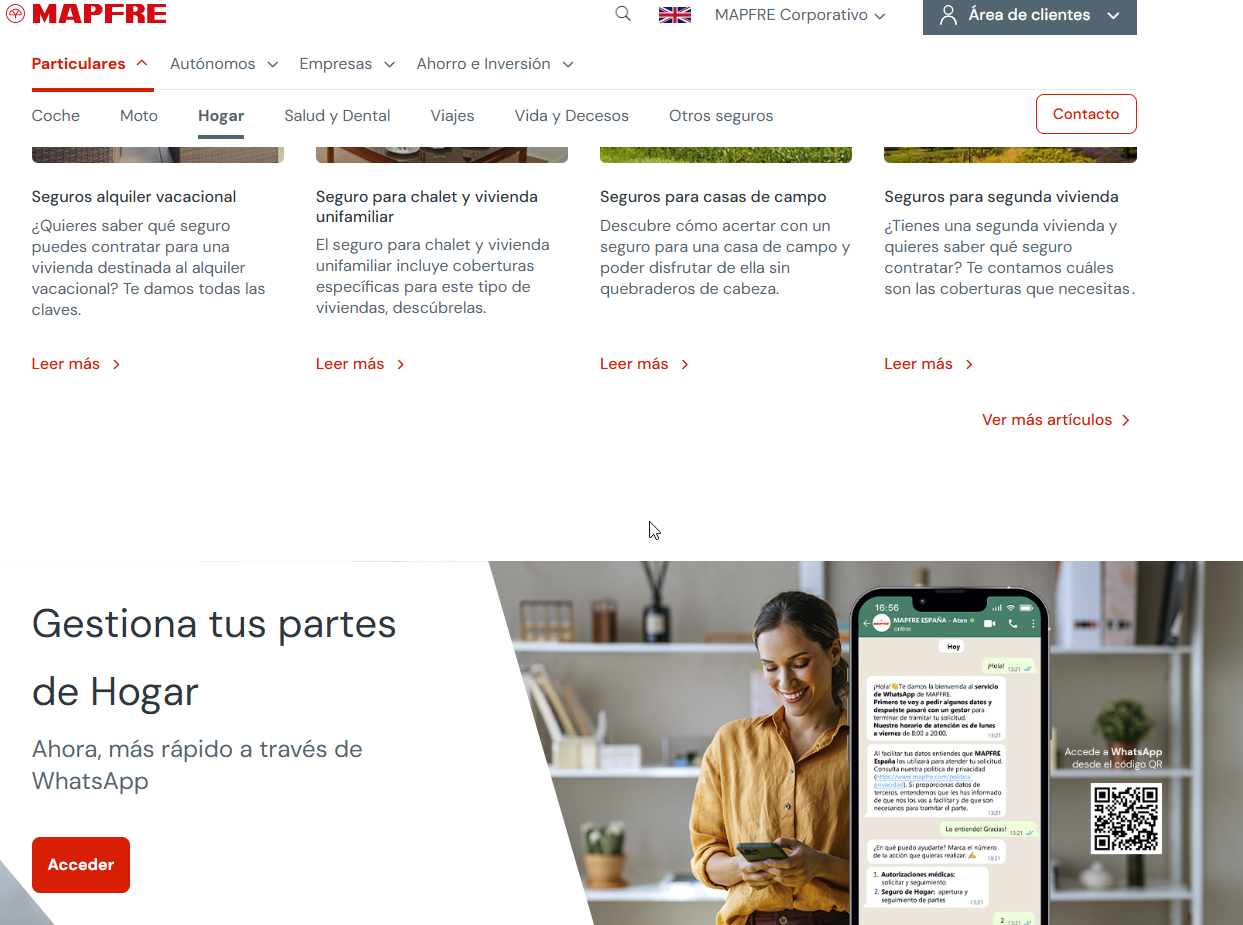 MAPFRE
MAPFRE Corporativo
Área de clientes
Particulares
Autónomos
Empresas
Ahorro e Inversión
Coche
Moto
Hogar
Salud y Dental
Viajes
Vida y Decesos
Otros seguros
Contacto
Seguros alquiler vacacional
¿Quieres saber qué seguro
puedes contratar para una
vivienda destinada al alquiler
vacacional? Te damos todas las
claves.
Leer más
Seguro para chalet y vivienda
unifamiliar
El seguro para chalet y vivienda
unifamiliar incluye coberturas
específicas para este tipo de
viviendas, descúbrelas.
Leer más
Seguros para casas de campo
Descubre cómo acertar con un
seguro para una casa de campo y
poder disfrutar de ella sin
quebraderos de cabeza.
Leer más
Seguros para segunda vivienda
¿Tienes una segunda vivienda y
quieres saber qué seguro
contratar? Te contamos cuáles
son las coberturas que necesitas.
Leer más
Ver más artículos
Gestiona tus partes
de Hogar
Ahora, más rápido a través de
WhatsApp
Acceder
16:56
MAPFRE ESPAÑA - Aten
online
Hoy
¡Hola! 13:21
¡Hola!👋Te damos la bienvenida al servicio
de WhatsApp de MAPFRE.
Primero te voy a pedir algunos datos y
despuéste pasaré con un gestor para
terminar de tramitar tu solicitud.
Nuestro horario de atención es de lunes
a viernes de 8:00 a 20:00.
13:21
Al facilitar tus datos entiendes que MAPFRE
España los utilizará para atender tu solicitud.
Consulta nuestra política de privacidad
(https://www.mapfre.com/politica-
privacidad). Si proporcionas datos de
terceros, entendemos que les has informado
de que nos los vas a facilitar y de que son
necesarios para tramitar el parte.
13:21
Lo entiendo! Gracias! 13:21
¿En qué puedo ayudarte? Marca el número
de la acción que quieras realizar. ✍️ 13:21
1. Autorizaciones médicas:
solicitar y seguimiento
2. Seguro de Hogar: apertura y
seguimiento de partes 13:21
2 13:21
Accede a WhatsApp
desde el código QR